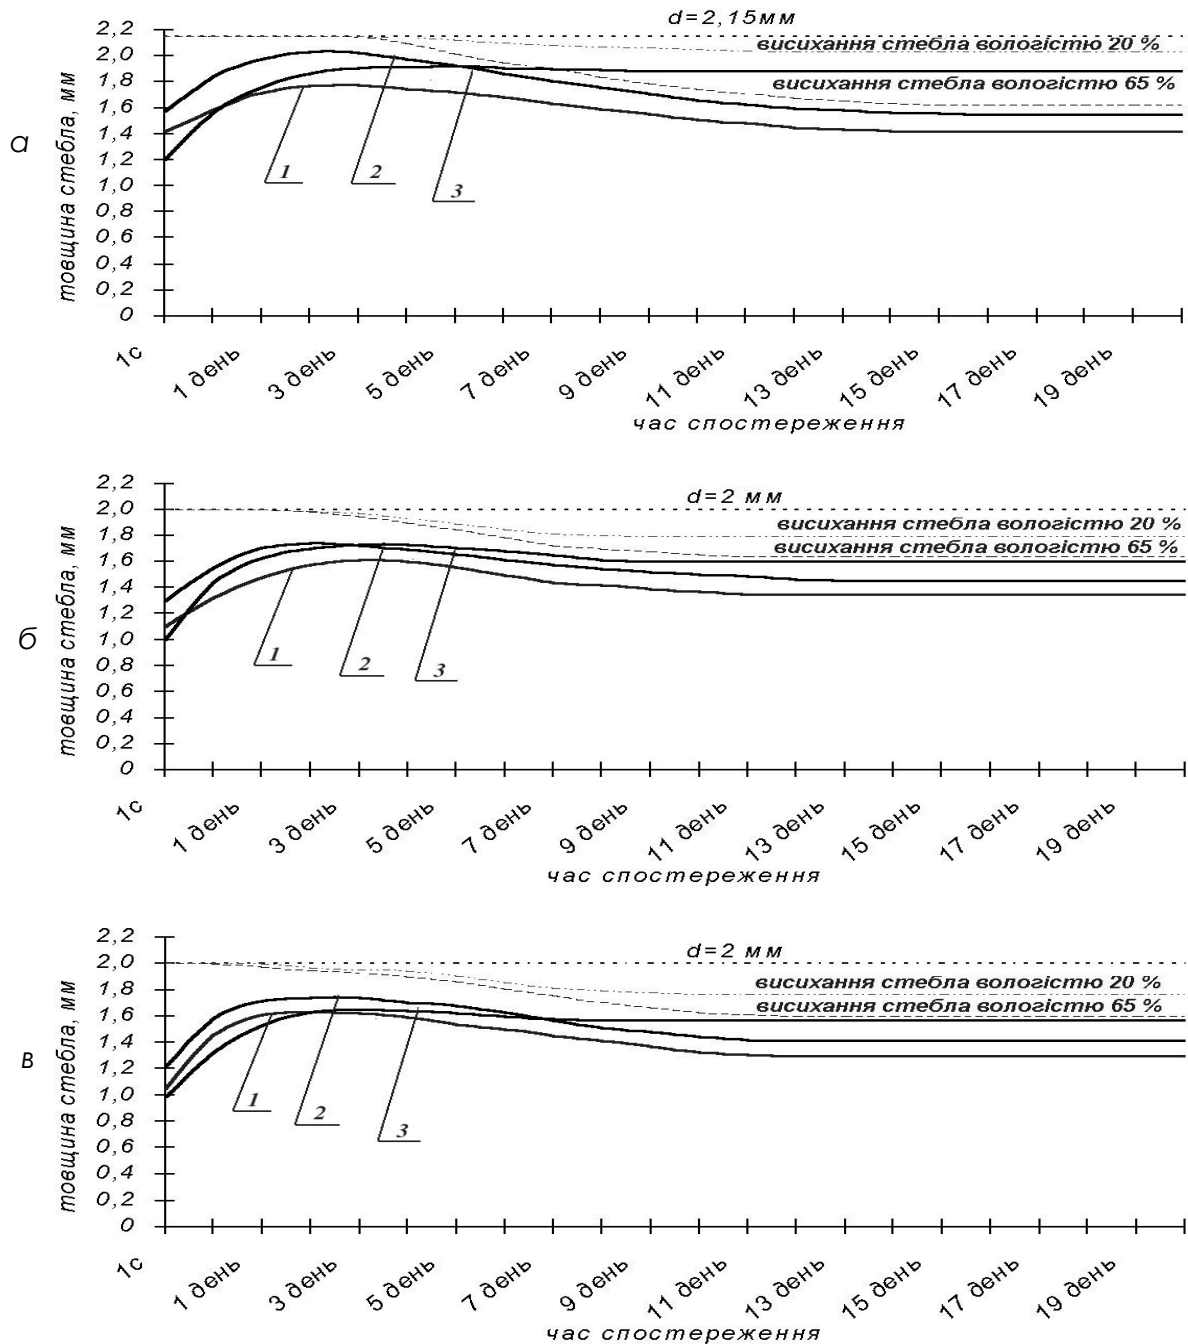 d=2,15мм
2,2
2,0
1,8
1,6
1,4
1,2
1,0
0,8
0,6
0,4
0,2
0
товщина стебла, мм
а
висихання стебла вологістю 20 %
висихання стебла вологістю 65 %
1
2
3
1с
1 день
3 день
5 день
7 день
9 день
11 день
13 день
15 день
17 день
19 день
час спостереження
d=2 мм
2,2
2,0
1,8
1,6
1,4
1,2
1,0
0,8
0,6
0,4
0,2
0
товщина стебла, мм
б
висихання стебла вологістю 20 %
висихання стебла вологістю 65 %
1
2
3
1с
1 день
3 день
5 день
7 день
9 день
11 день
13 день
15 день
17 день
19 день
час спостереження
d=2 мм
2,2
2,0
1,8
1,6
1,4
1,2
1,0
0,8
0,6
0,4
0,2
0
товщина стебла, мм
в
висихання стебла вологістю 20 %
висихання стебла вологістю 65 %
1
2
3
1с
1 день
3 день
5 день
7 день
9 день
11 день
13 день
15 день
17 день
19 день
час спостереження